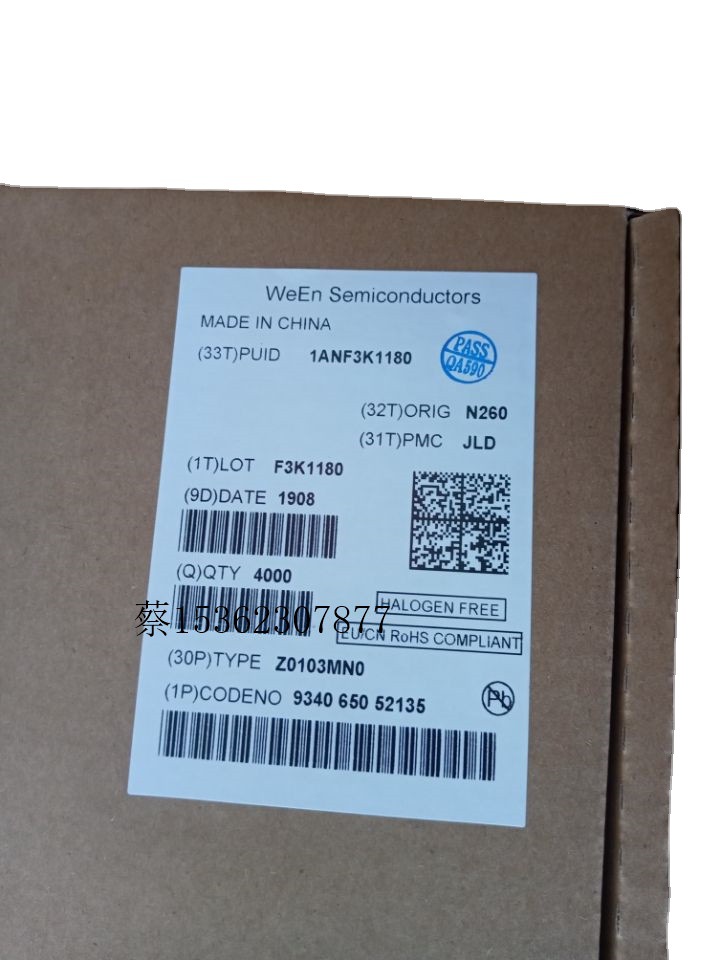 WeEn Semiconductors
MADE IN CHINA
(33T)PUID 1ANF3K1180
PASS
QA590
(32T)ORIG N260
(31T)PMC JLD
(1T)LOT F3K1180
(9D)DATE 1908
(Q)QTY 4000
HALOGEN FREE
蔡15362307877
EU/CN RoHS COMPLIANT
(30P)TYPE Z0103MN0
(1P)CODENO 9340 650 52135
Pb